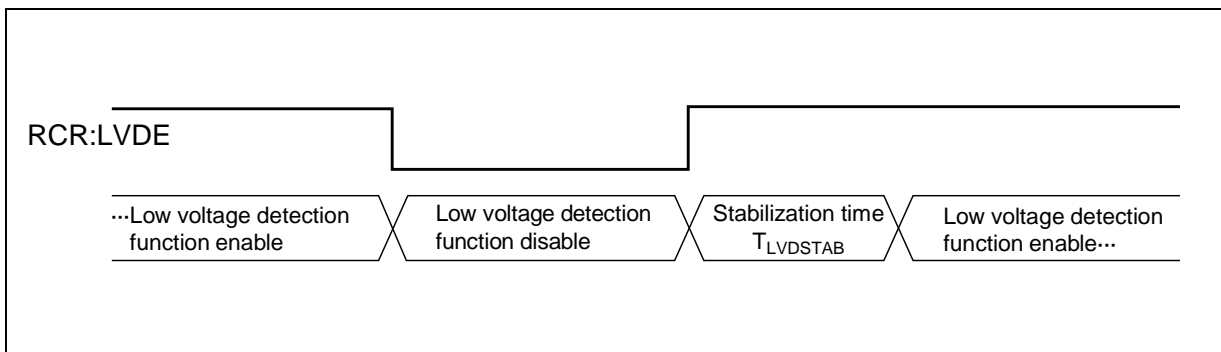 RCR:LVDE
···Low voltage detection
function enable
Low voltage detection
function disable
Stabilization time
TLVDSTAB
Low voltage detection
function enable···